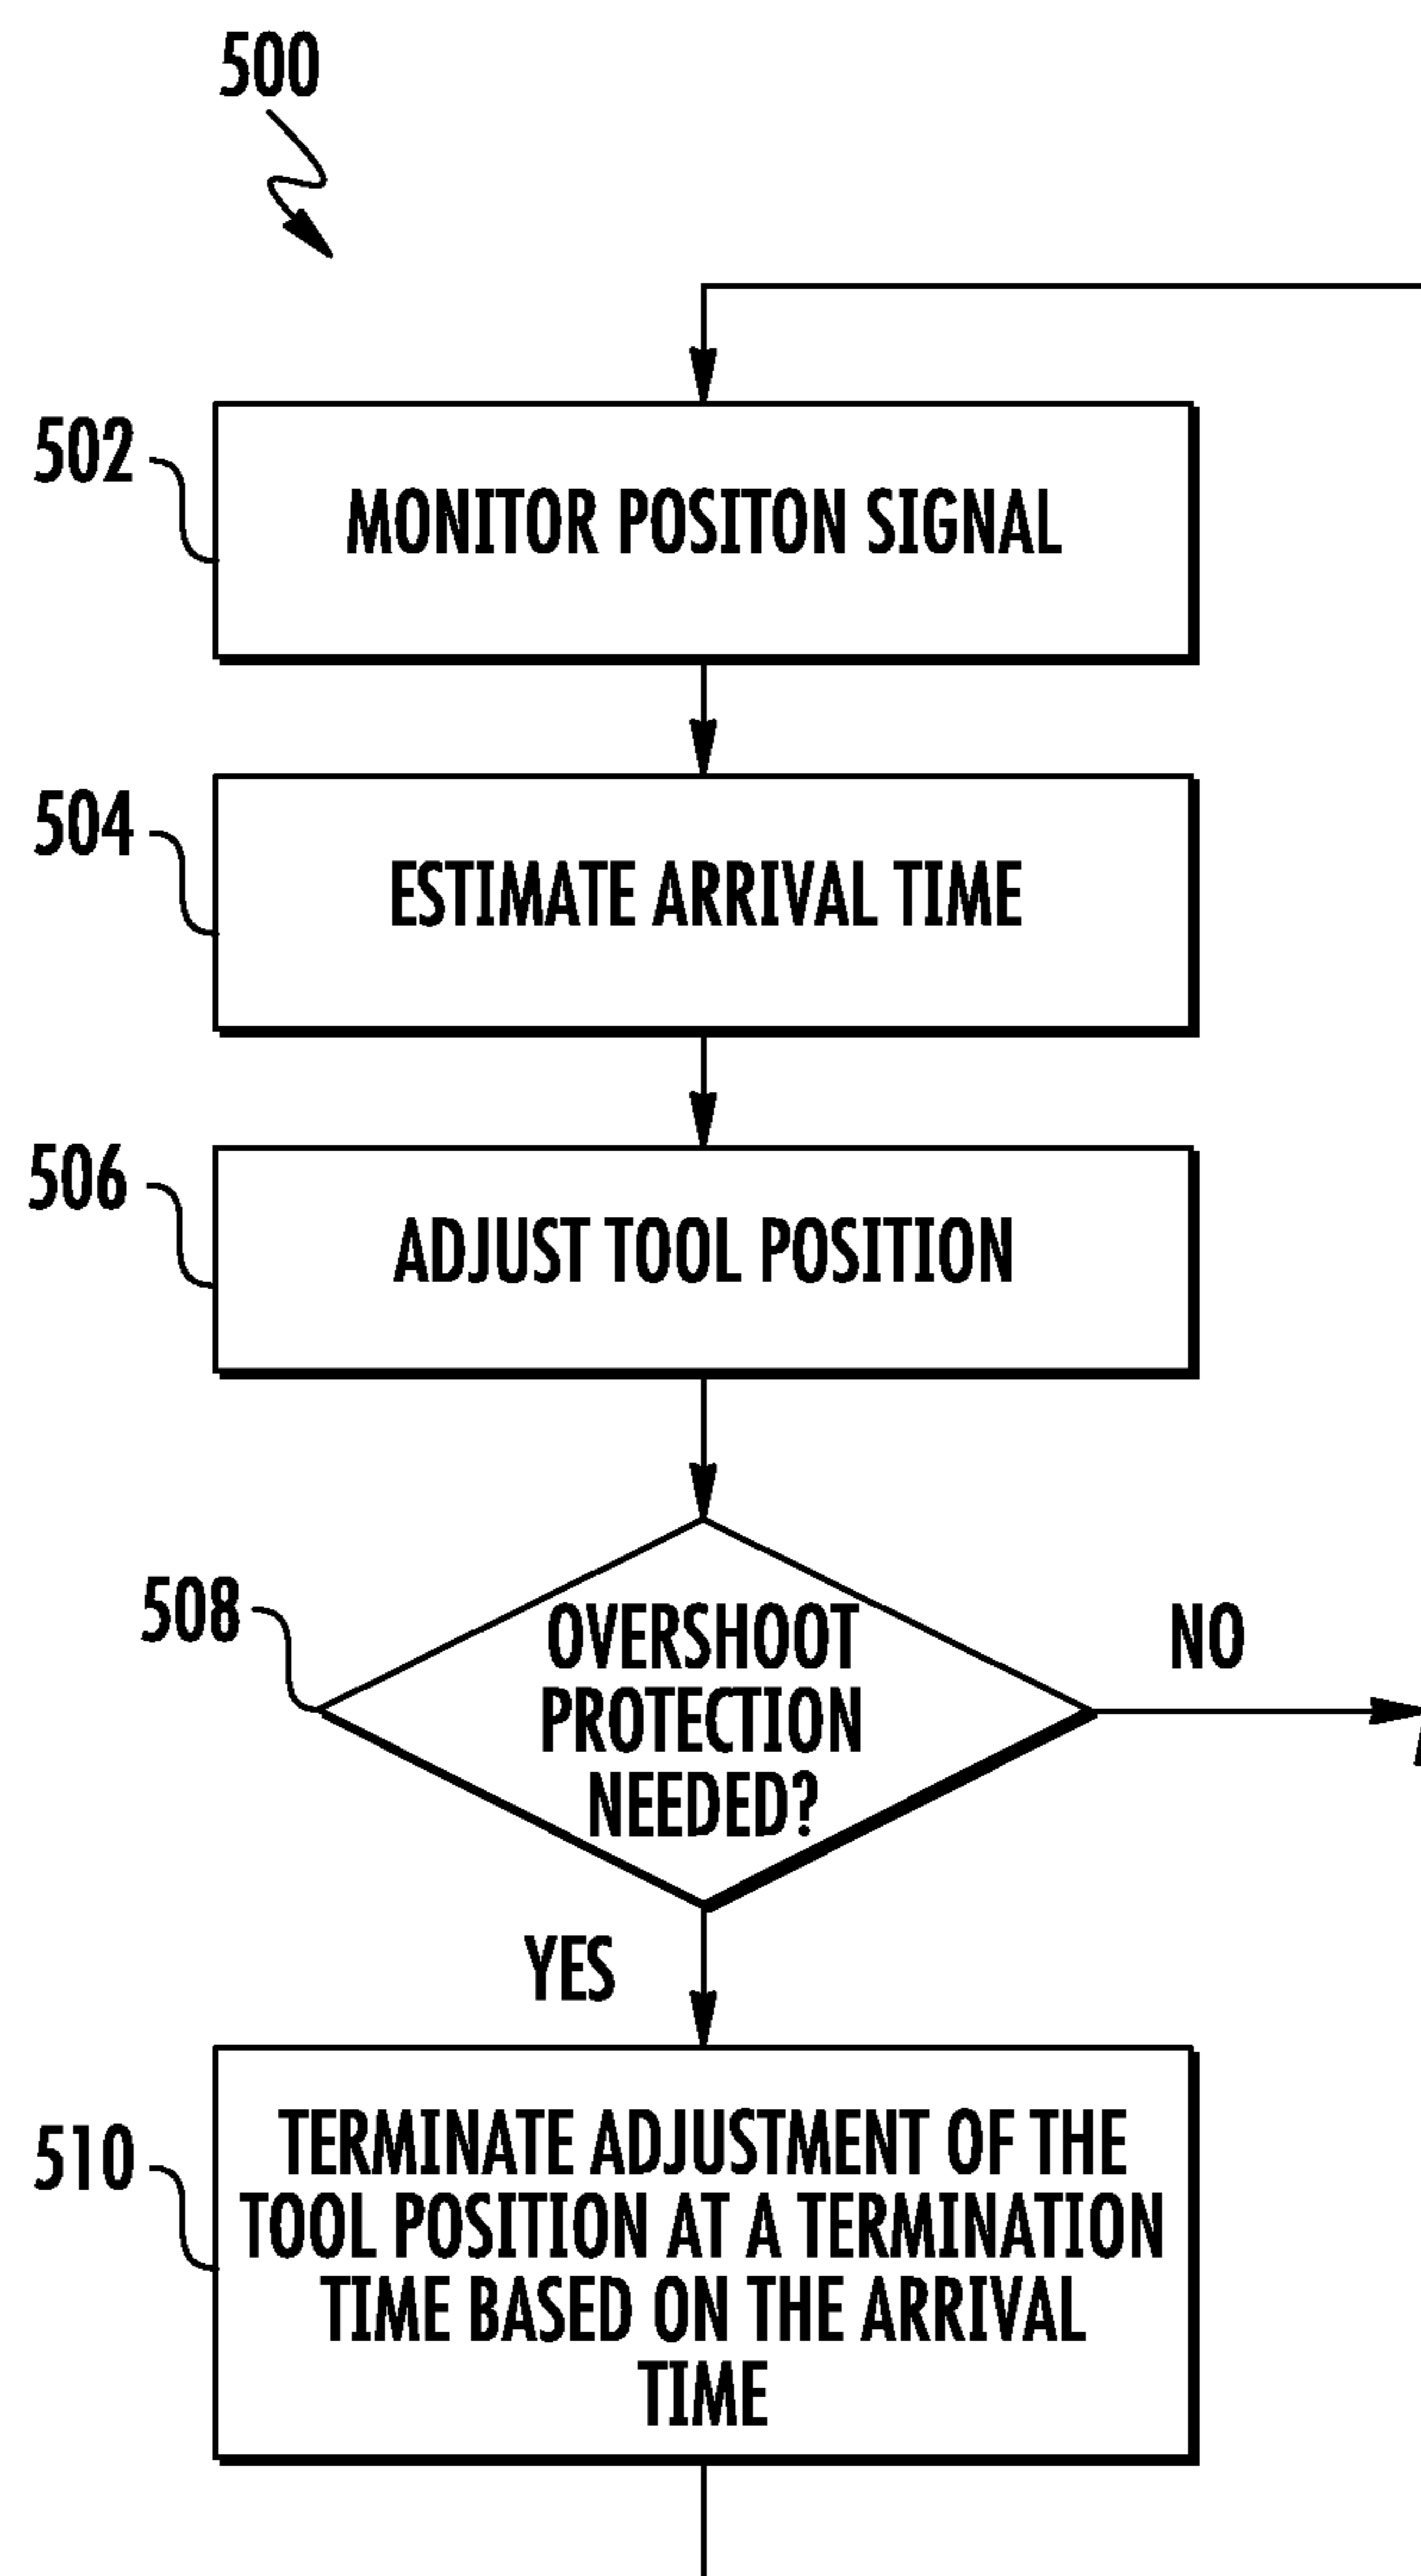 500
502
MONITOR POSITON SIGNAL
504
ESTIMATE ARRIVAL TIME
506
ADJUST TOOL POSITION
508
OVERSHOOT
PROTECTION
NEEDED?
NO
YES
510
TERMINATE ADJUSTMENT OF THE
TOOL POSITION AT A TERMINATION
TIME BASED ON THE ARRIVAL
TIME